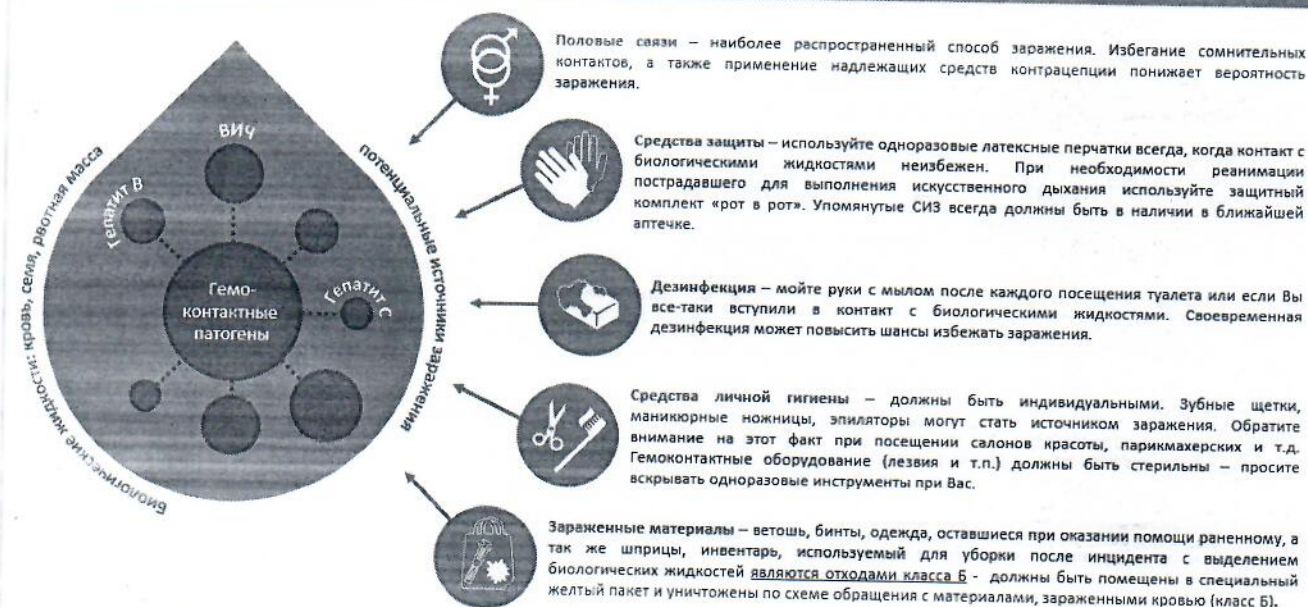 Половые связи – наиболее распространенный способ заражения. Избегание сомнительных
контактов, а также применение надлежащих средств контрацепции понижает вероятность
заражения.
Средства защиты – используйте одноразовые латексные перчатки всегда, когда контакт с
биологическими жидкостями неизбежен. При необходимости реанимации
пострадавшего для выполнения искусственного дыхания используйте защитный
комплект «рот в рот». Упомянутые СИЗ всегда должны быть в наличии в ближайшей
аптечке.
Дезинфекция – мойте руки с мылом после каждого посещения туалета или если Вы
все-таки вступили в контакт с биологическими жидкостями. Своевременная
дезинфекция может повысить шансы избежать заражения.
Средства личной гигиены – должны быть индивидуальными. Зубные щетки,
маникюрные ножницы, эпиляторы могут стать источником заражения. Обратите
внимание на этот факт при посещении салонов красоты, парикмахерских и т.д.
Гемоконтактные оборудование (лезвия и т.п.) должны быть стерильны – просите
вскрывать одноразовые инструменты при Вас.
Зараженные материалы – ветошь, бинты, одежда, оставшиеся при оказании помощи раненному, а
так же шприцы, инвентарь, используемый для уборки после инцидента с выделением
биологических жидкостей являются отходами класса Б - должны быть помещены в специальный
желтый пакет и уничтожены по схеме обращения с материалами, зараженными кровью (класс Б).
Биологические жидкости: кровь, семя, рвотная масса
потенциальные источники заражения
ВИЧ
Гепатит В
Гепатит С
Гемо-
контактные
патогены